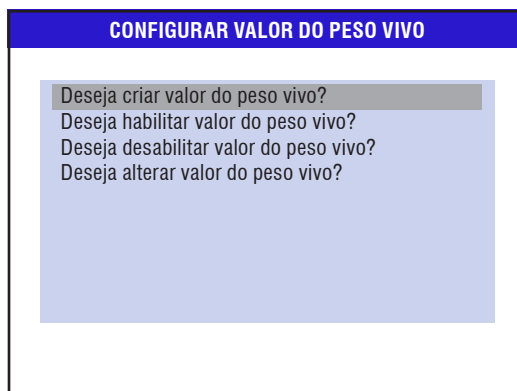 CONFIGURAR VALOR DO PESO VIVO
Deseja criar valor do peso vivo?
Deseja habilitar valor do peso vivo?
Deseja desabilitar valor do peso vivo?
Deseja alterar valor do peso vivo?